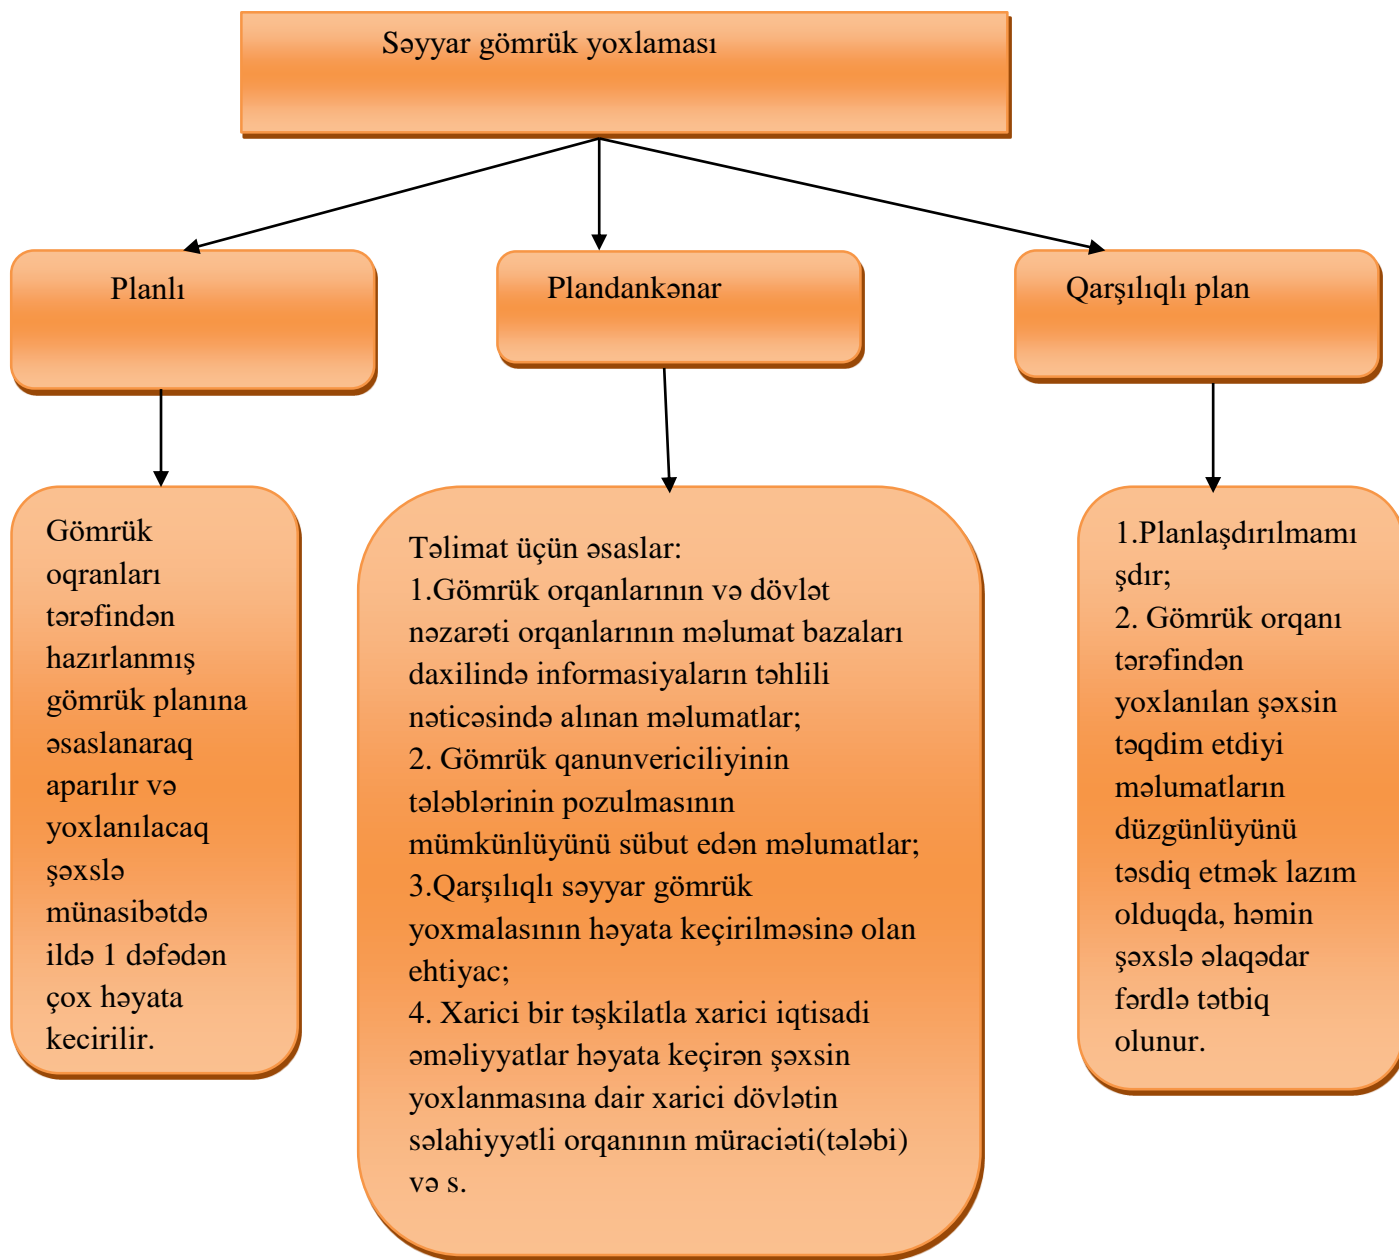 Səyyar gömrük yoxlaması
Planlı
Plandankənar
Qarşılıqlı plan
Gömrük
oqranları
tərəfindən
hazırlanmış
gömrük planına
əsaslanaraq
aparılır və
yoxlanılacaq
şəxslə
münasibətdə
ildə 1 dəfədən
çox həyata
kecirilir.
Təlimat üçün əsaslar:
1.Gömrük orqanlarının və dövlət
nəzarəti orqanlarının məlumat bazaları
daxilində informasiyaların təhlili
nəticəsində alınan məlumatlar;
2. Gömrük qanunvericiliyinin
tələblərinin pozulmasının
mümkünlüyünü sübut edən məlumatlar;
3.Qarşılıqlı səyyar gömrük
yoxmalasının həyata keçirilməsinə olan
ehtiyac;
4. Xarici bir təşkilatla xarici iqtisadi
əməliyyatlar həyata keçirən şəxsin
yoxlanmasına dair xarici dövlətin
səlahiyyətli orqanının müraciəti(tələbi)
və s.
1.Planlaşdırılmamı
şdır;
2. Gömrük orqanı
tərəfindən
yoxlanılan şəxsin
təqdim etdiyi
məlumatların
düzgünlüyünü
təsdiq etmək lazım
olduqda, həmin
şəxslə əlaqədar
fərdlə tətbiq
olunur.